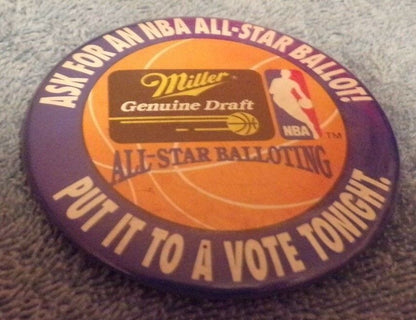 ASK FOR AN NBA ALL-STAR BALLOT!
Miller
Genuine Draft
NBA
TM
ALL-STAR BALLOTING
PUT IT TO A VOTE TONIGHT.